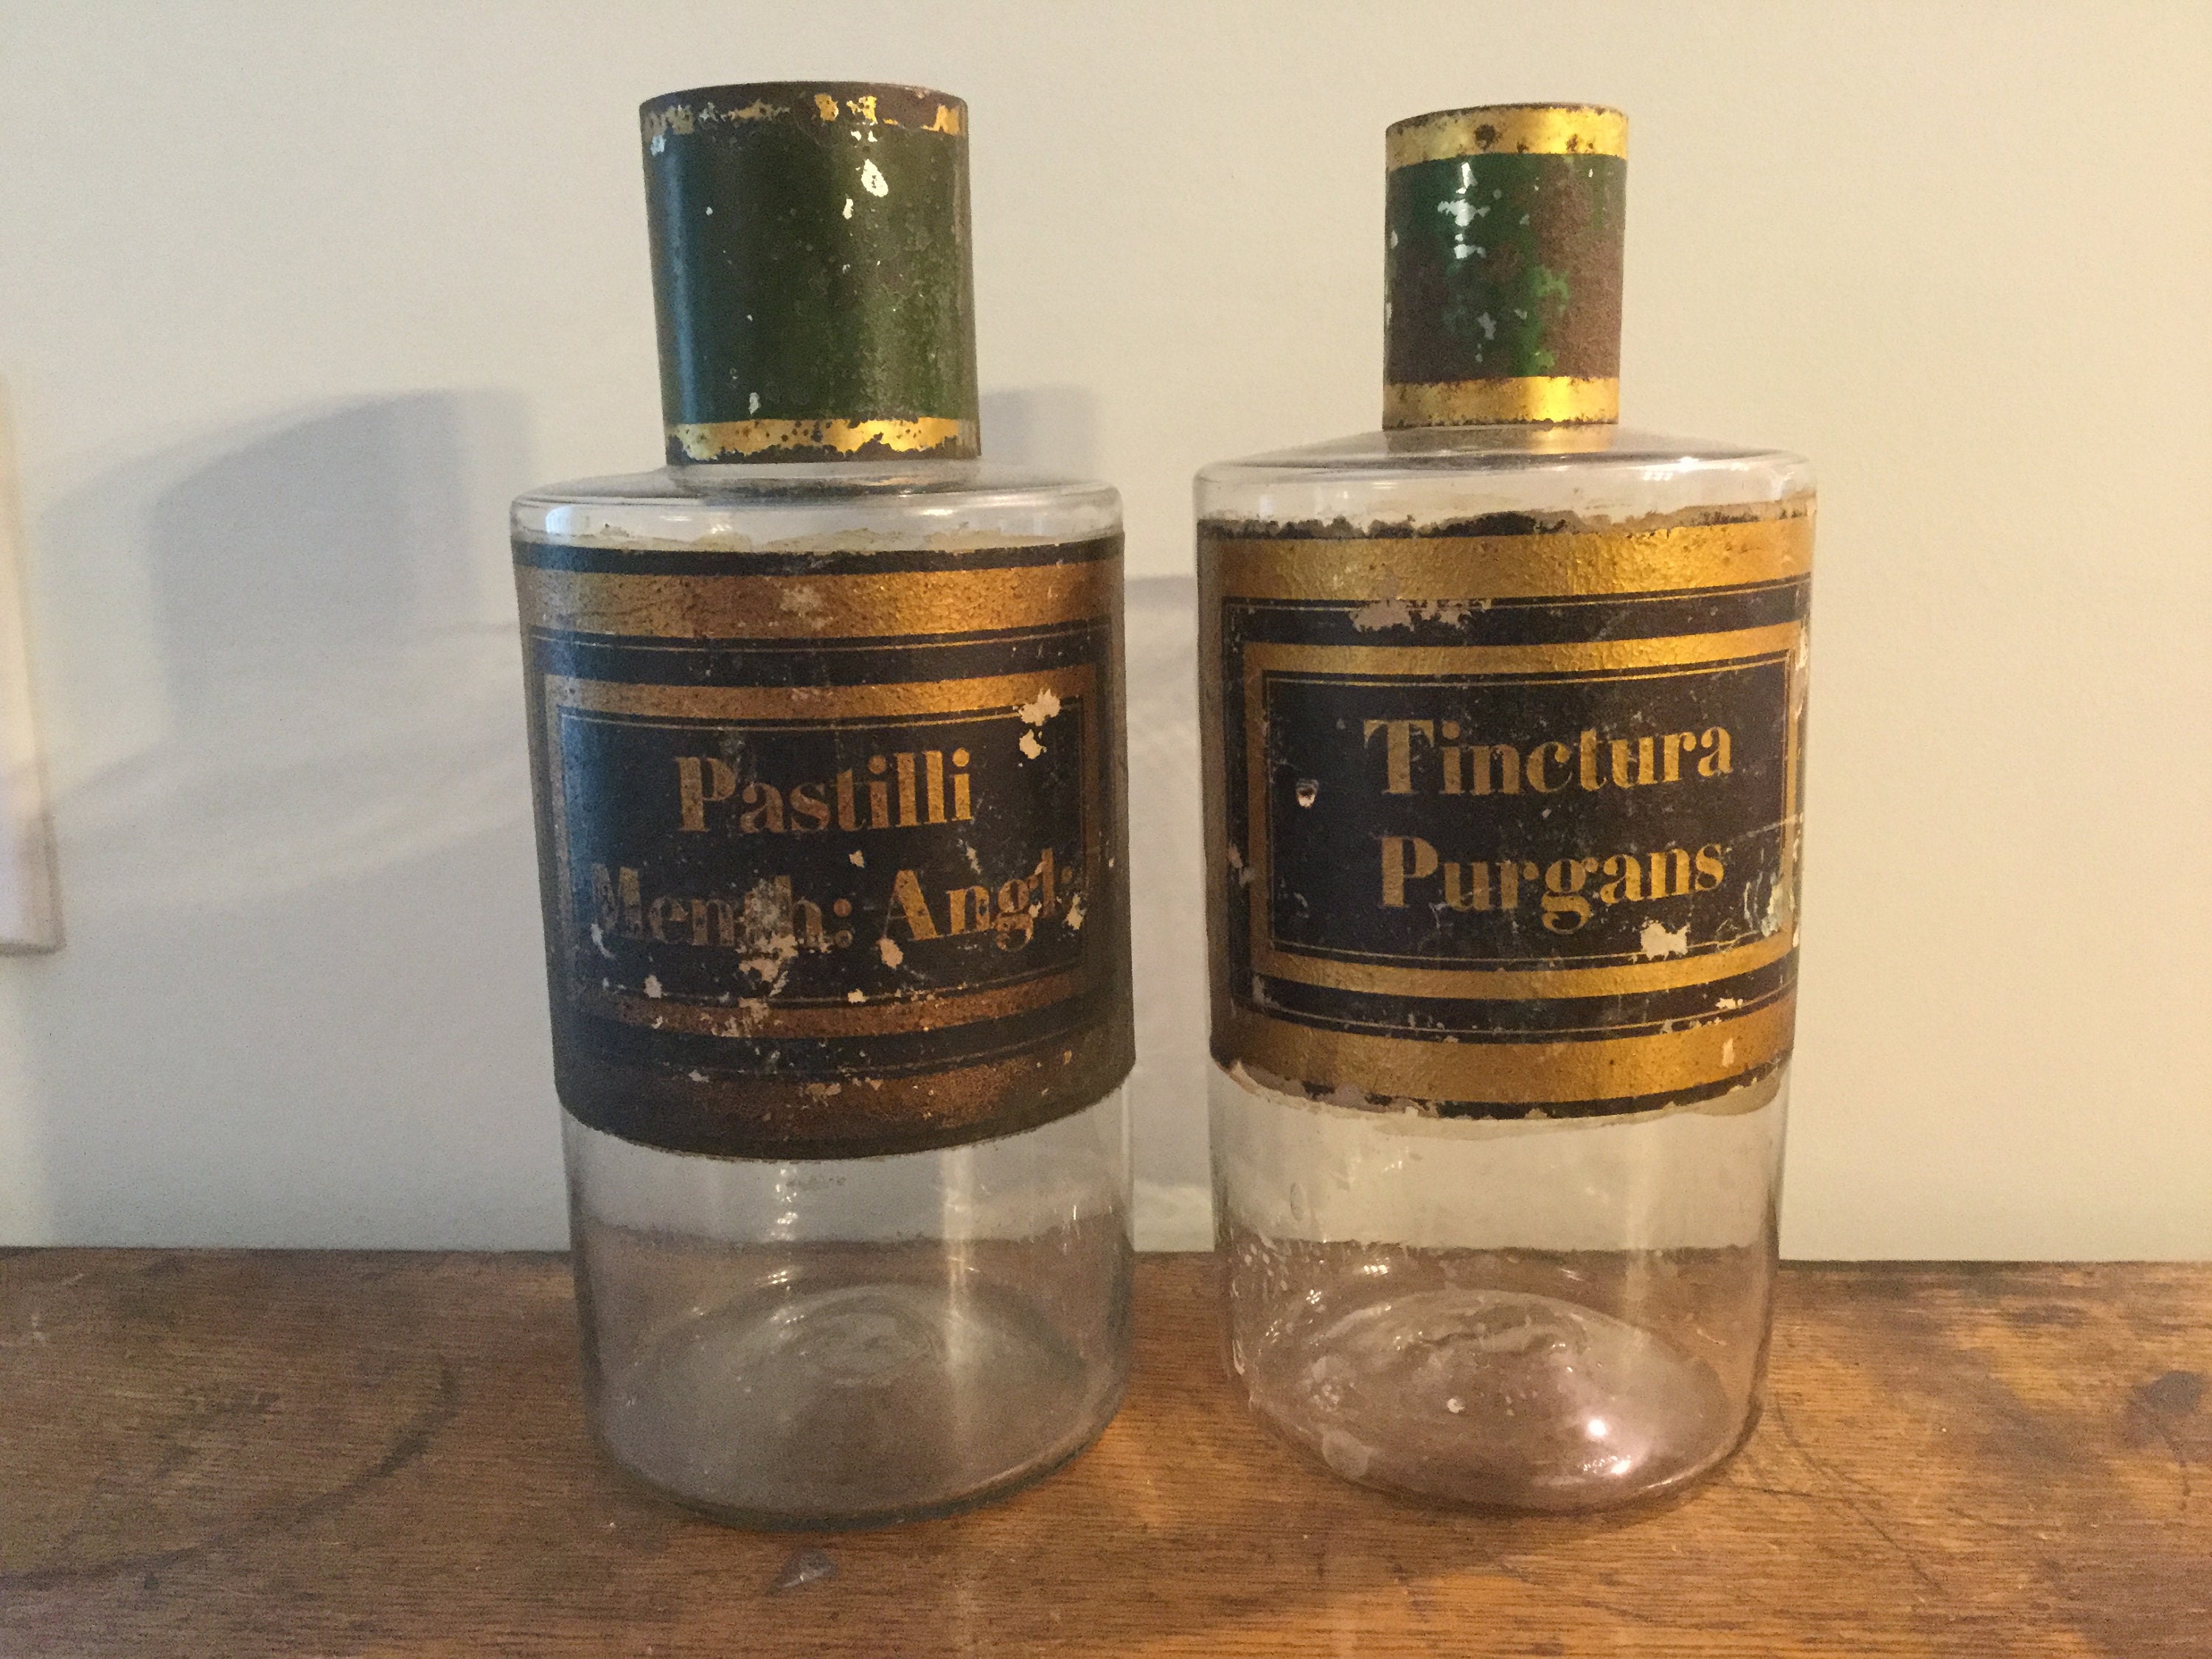 Pastilli
Menth: Angl:
Tinctura
Purgans